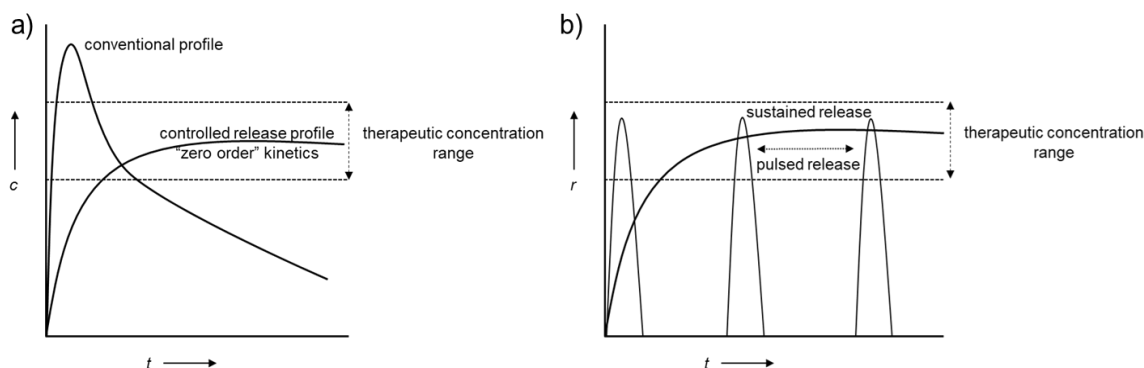 a)
conventional profile
controlled release profile
“zero order” kinetics
therapeutic concentration
range
c
t
b)
sustained release
pulsed release
therapeutic concentration
range
r
t